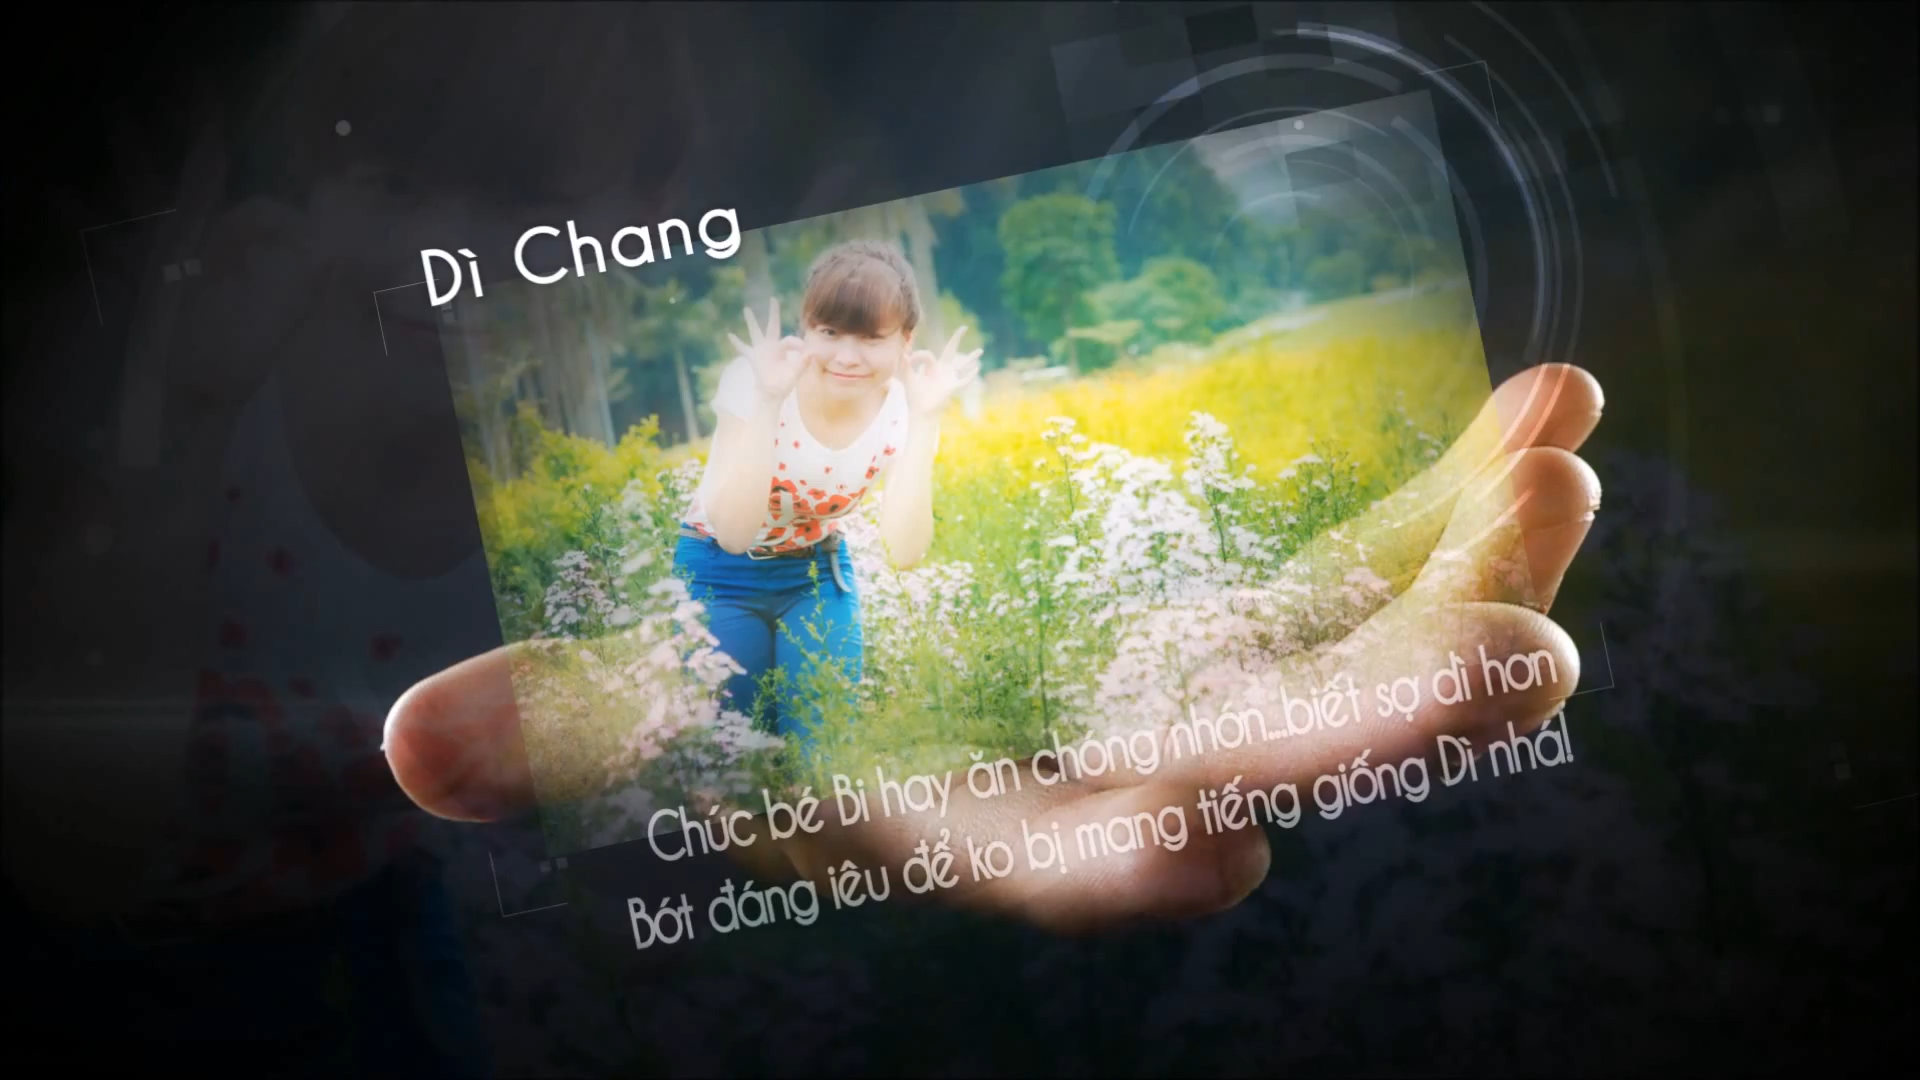 Dì Chang
Chúc bé Bi hay ăn chóng nhớn...biết sợ dì hơn
Bớt đáng iêu để ko bị mang tiếng giống Dì nhá!